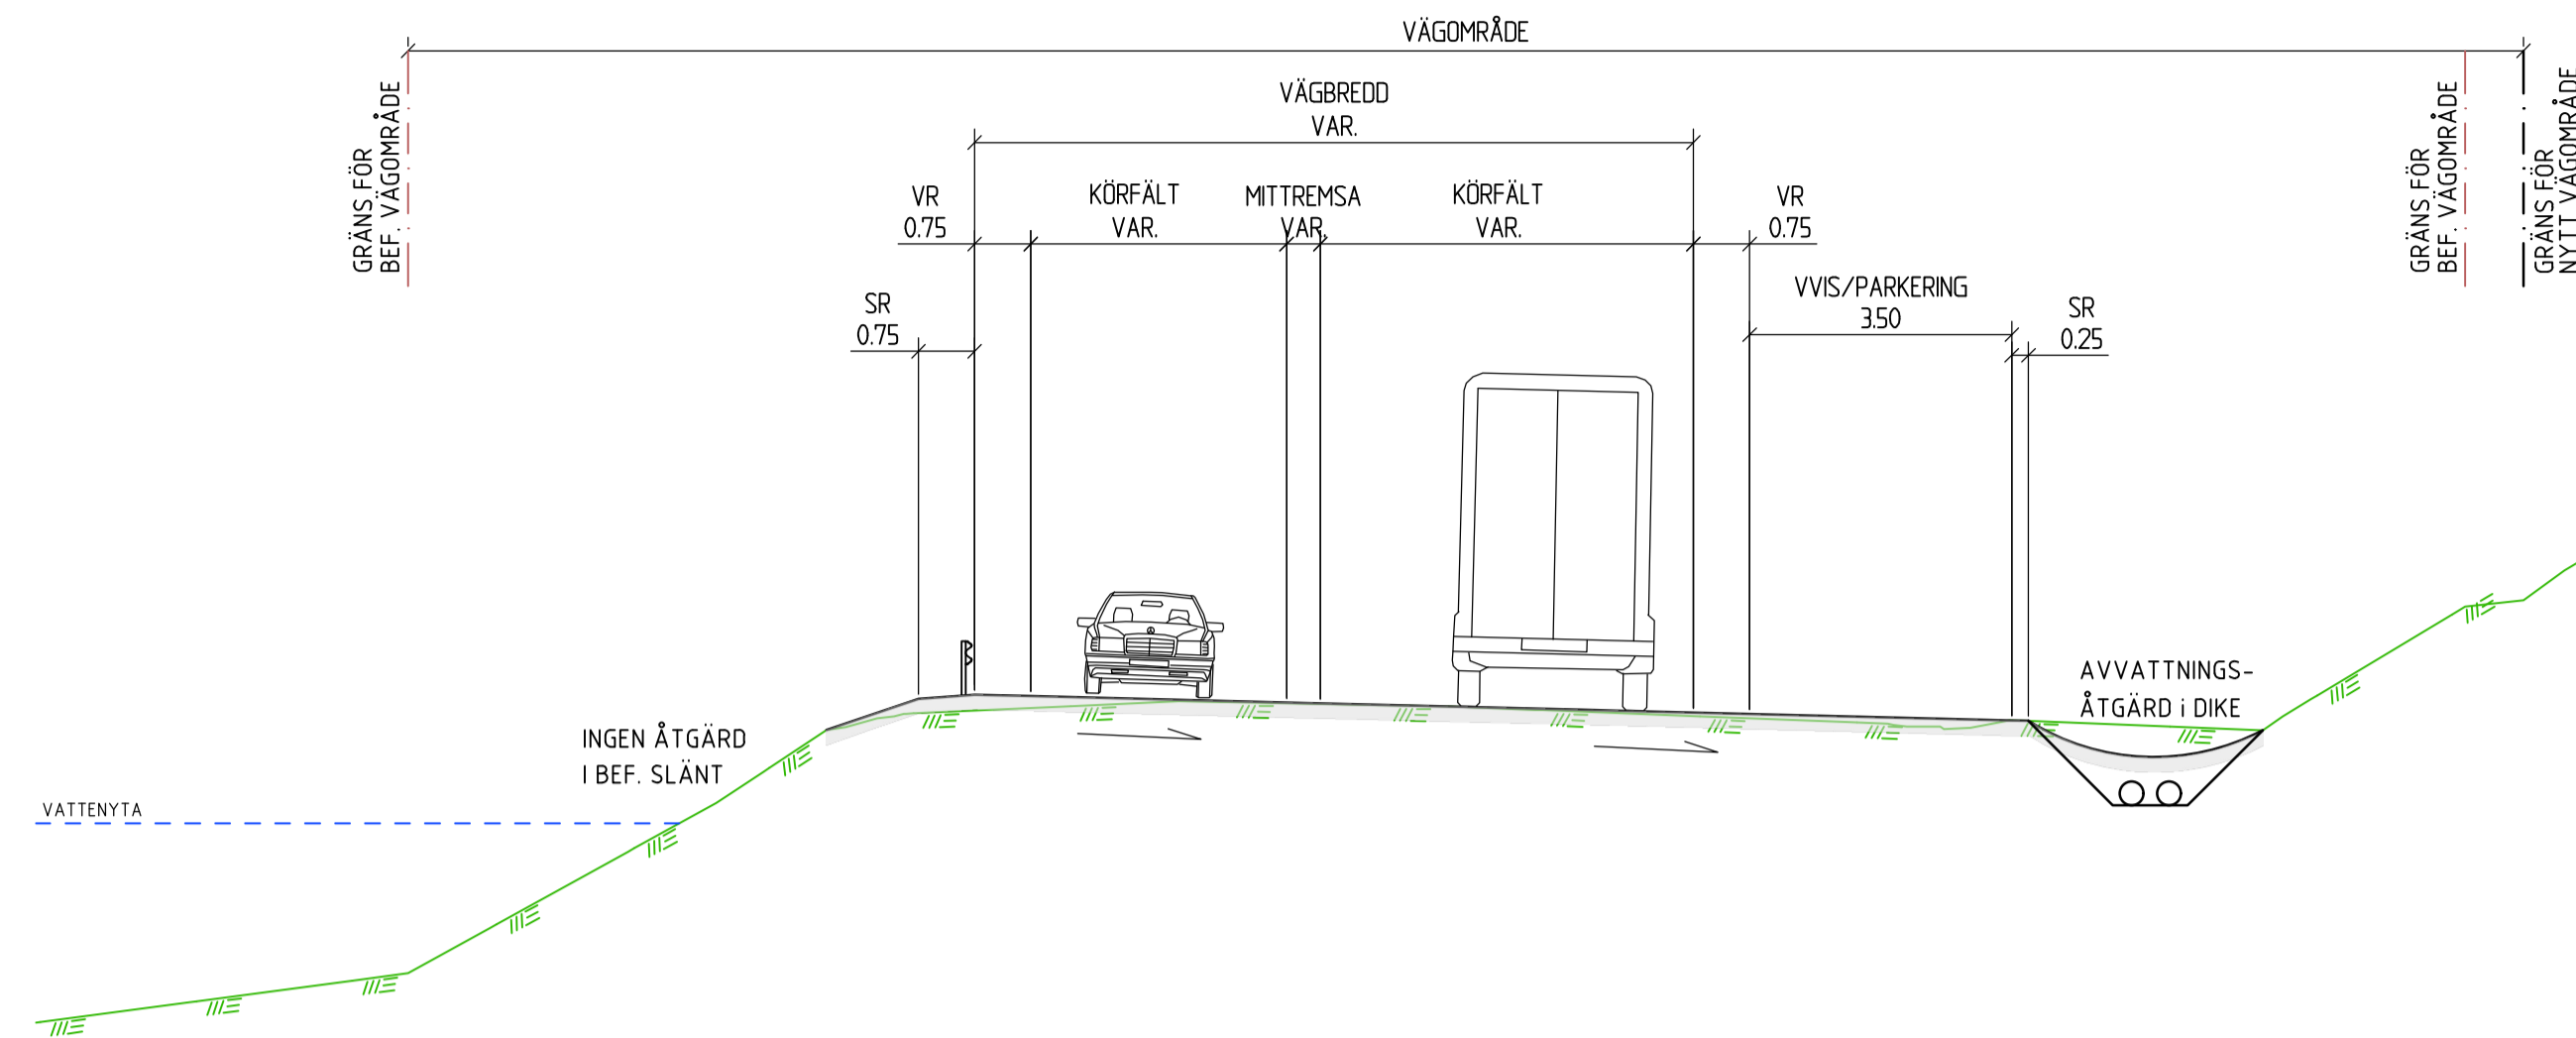 VÄGOMRÅDE
VÄGBREDD
VAR.
GRÄNS FÖR
BEF. VÄGOMRÅDE
VR
0.75
KÖRFÄLT
VAR.
MITTREMSA
VAR.
KÖRFÄLT
VAR.
VR
0.75
GRÄNS FÖR
BEF. VÄGOMRÅDE
GRÄNS FÖR
NYTT VÄGOMRÅDE
SR
0.75
VVIS/PARKERING
3.50
SR
0.25
INGEN ÅTGÄRD
I BEF. SLÄNT
AVVATTNINGS-
ÅTGÄRD i DIKE
VATTENYTA